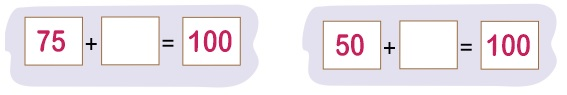 75 + = 100
50 + = 100